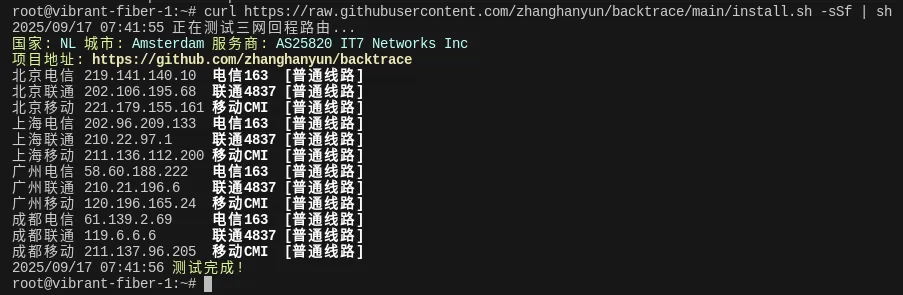 root@vibrant-fiber-1:~# curl https://raw.githubusercontent.com/zhanghanyun/backtrace/main/install.sh -sSf | sh
2025/09/17 07:41:55 正在测试三网回程路由...
国家: NL 城市: Amsterdam 服务商: AS25820 IT7 Networks Inc
项目地址: https://github.com/zhanghanyun/backtrace
北京电信 219.141.140.10 电信163 [普通线路]
北京联通 202.106.195.68 联通4837 [普通线路]
北京移动 221.179.155.161 移动CMI [普通线路]
上海电信 202.96.209.133 电信163 [普通线路]
上海联通 210.22.97.1 联通4837 [普通线路]
上海移动 211.136.112.200 移动CMI [普通线路]
广州电信 58.60.188.222 电信163 [普通线路]
广州联通 210.21.196.6 联通4837 [普通线路]
广州移动 120.196.165.24 移动CMI [普通线路]
成都电信 61.139.2.69 电信163 [普通线路]
成都联通 119.6.6.6 联通4837 [普通线路]
成都移动 211.137.96.205 移动CMI [普通线路]
2025/09/17 07:41:56 测试完成!
root@vibrant-fiber-1:~#